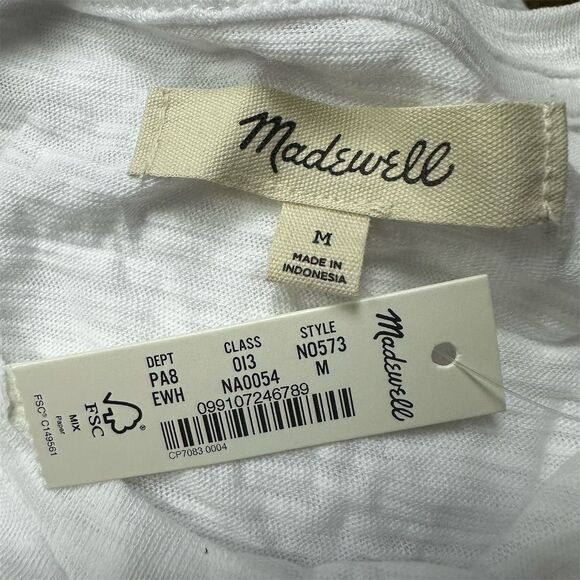 Madewell
M
MADE IN
INDONESIA
DEPT CLASS STYLE
PA8 013 N0573
EWH NA0054 M
099107246789
CP7083 0004
FSC®
MIX
Paper
FSC® C149561
Madewell